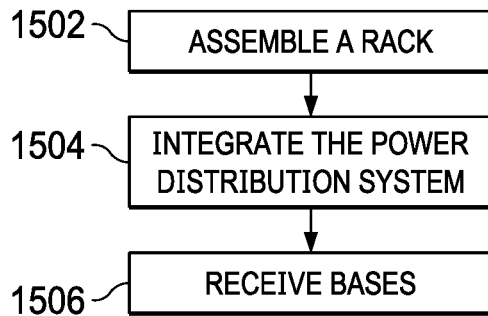 1502
ASSEMBLE A RACK
1504
INTEGRATE THE POWER
DISTRIBUTION SYSTEM
1506
RECEIVE BASES